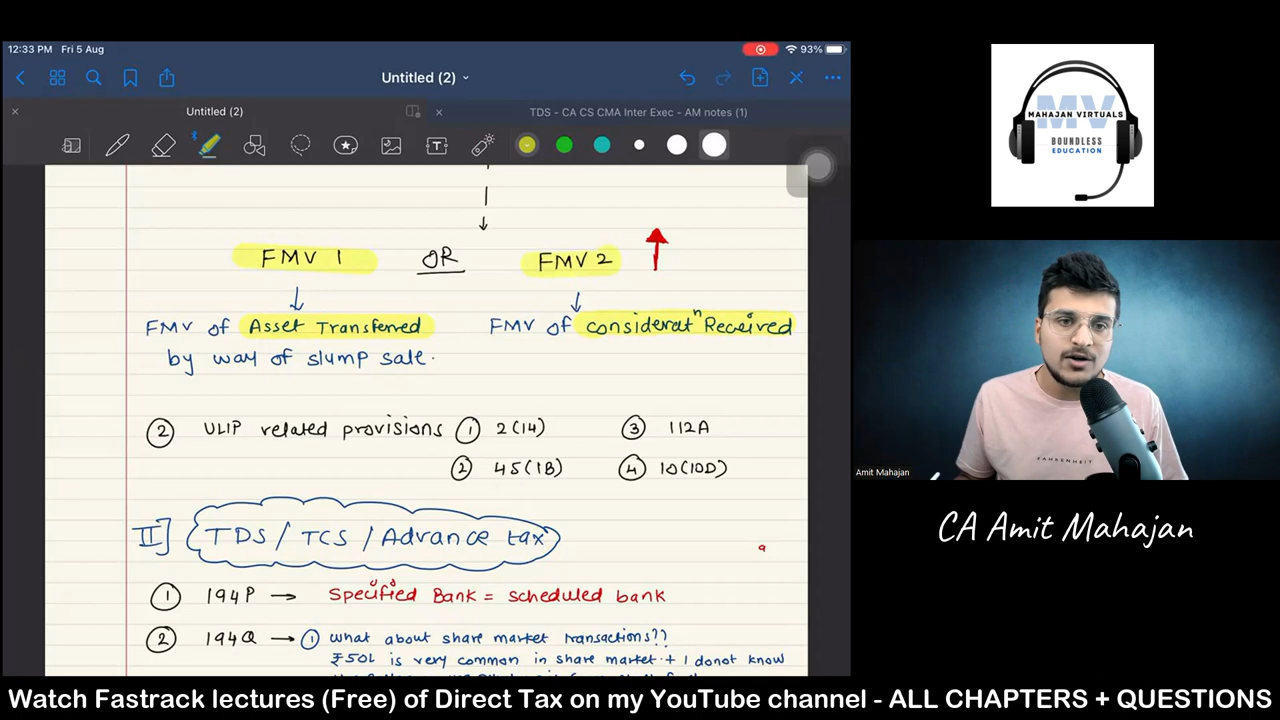 12:33 PM Fri 5 Aug
93%
Untitled (2)
Untitled (2)
TDS - CA CS CMA Inter Exec - AM notes (1)
FMV 1 OR FMV 2
FMV of Asset Transferred
by way of slump sale.
FMV of Consideratn Received
② ULIP related provisions ① 2(14) ③ 112A
② 45(1B) ④ 10(10D)
II] TDS / TCS / Advance tax
① 194P → Specified Bank = scheduled bank
② 194Q → ① What about share market transactions??
₹50L is very common in share market + I donot know
MAHAJAN VIRTUALS
BOUNDLESS
EDUCATION
FAHRENHEIT
Amit Mahajan
CA Amit Mahajan
Watch Fastrack lectures (Free) of Direct Tax on my YouTube channel - ALL CHAPTERS + QUESTIONS